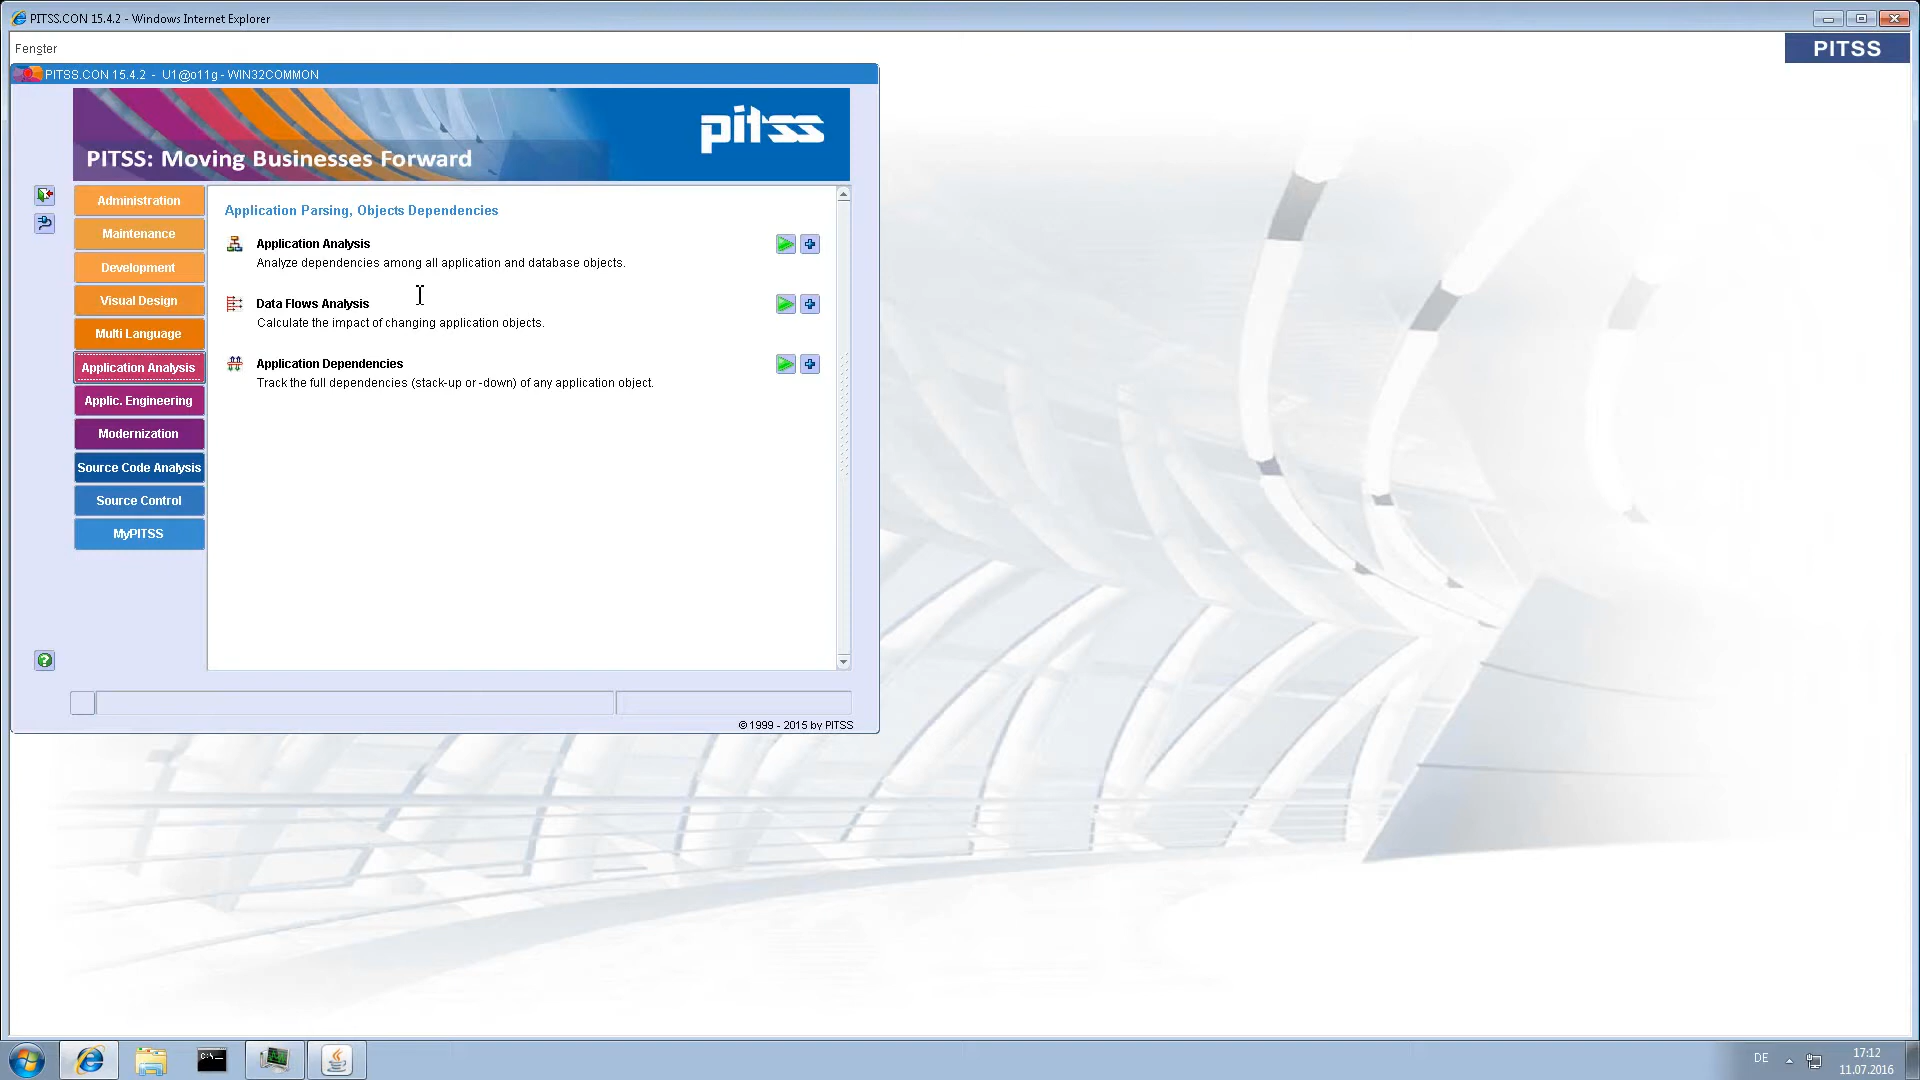 PITSS.CON 15.4.2 - Windows Internet Explorer
Fenster
PITSS
PITSS.CON 15.4.2 - U1@o11g - WIN32COMMON
pitss
PITSS: Moving Businesses Forward
Administration
Maintenance
Development
Visual Design
Multi Language
Application Analysis
Applic. Engineering
Modernization
Source Code Analysis
Source Control
MyPITSS
Application Parsing, Objects Dependencies
Application Analysis
Analyze dependencies among all application and database objects.
Data Flows Analysis
Calculate the impact of changing application objects.
Application Dependencies
Track the full dependencies (stack-up or -down) of any application object.
© 1999 - 2015 by PITSS
C:\_
DE
17:12
11.07.2016